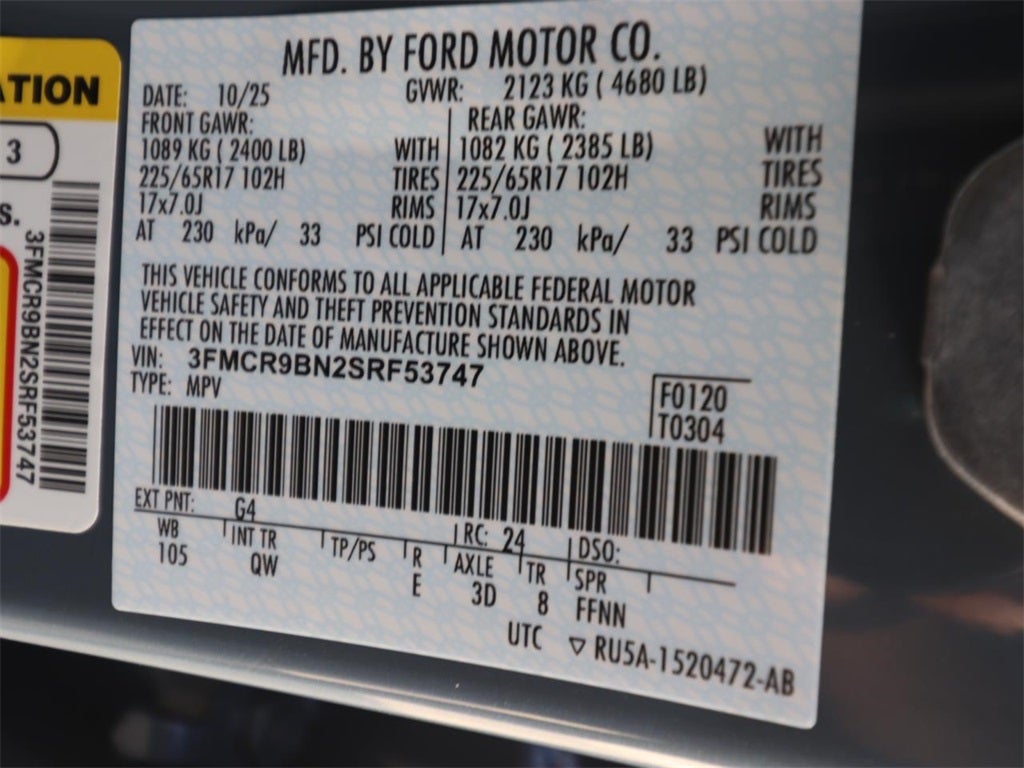 ATION
3
S.
3FMCR9BN2SRF53747
MFD. BY FORD MOTOR CO.
DATE: 10/25 GVWR: 2123 KG ( 4680 LB)
FRONT GAWR: REAR GAWR:
1089 KG ( 2400 LB) WITH 1082 KG ( 2385 LB) WITH
225/65R17 102H TIRES 225/65R17 102H TIRES
17x7.0J RIMS 17x7.0J RIMS
AT 230 kPa/ 33 PSI COLD AT 230 kPa/ 33 PSI COLD
THIS VEHICLE CONFORMS TO ALL APPLICABLE FEDERAL MOTOR
VEHICLE SAFETY AND THEFT PREVENTION STANDARDS IN
EFFECT ON THE DATE OF MANUFACTURE SHOWN ABOVE.
VIN: 3FMCR9BN2SRF53747
TYPE: MPV
F0120
T0304
EXT PNT: G4 RC: 24 DSO:
WB INT TR TP/PS R AXLE TR SPR
105 QW E 3D 8 FFNN
UTC ▽ RU5A-1520472-AB